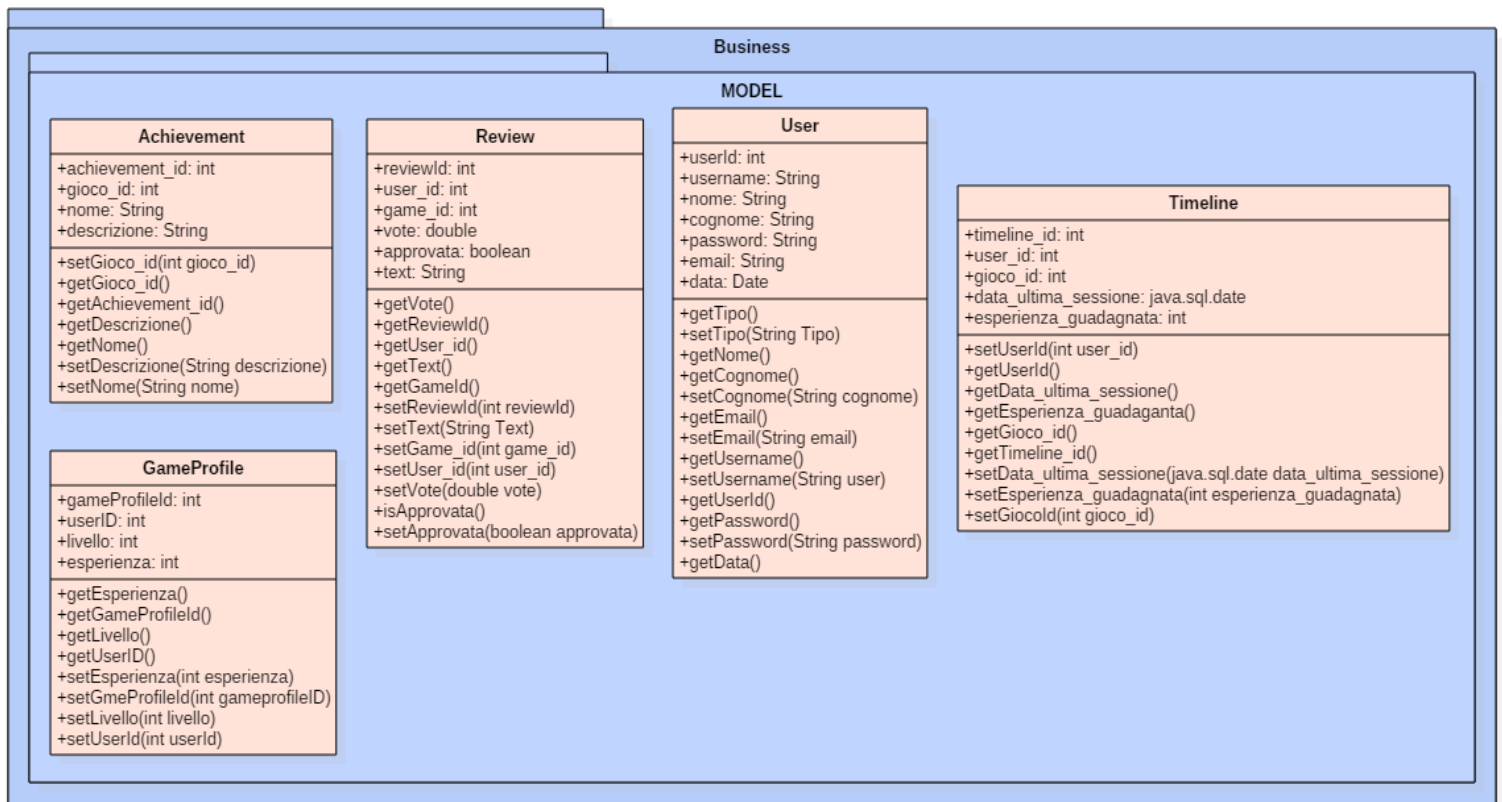 Business
MODEL
Achievement
+achievement_id: int
+gioco_id: int
+nome: String
+descrizione: String
+setGioco_id(int gioco_id)
+getGioco_id()
+getAchievement_id()
+getDescrizione()
+getNome()
+setDescrizione(String descrizione)
+setNome(String nome)
GameProfile
+gameProfileId: int
+userID: int
+livello: int
+esperienza: int
+getEsperienza()
+getGameProfileId()
+getLivello()
+getUserID()
+setEsperienza(int esperienza)
+setGmeProfileId(int gameprofileID)
+setLivello(int livello)
+setUserId(int userId)
Review
+reviewId: int
+user_id: int
+game_id: int
+vote: double
+approvata: boolean
+text: String
+getVote()
+getReviewId()
+getUser_id()
+getText()
+getGameId()
+setReviewId(int reviewId)
+setText(String Text)
+setGame_id(int game_id)
+setUser_id(int user_id)
+setVote(double vote)
+isApprovata()
+setApprovata(boolean approvata)
User
+userId: int
+username: String
+nome: String
+cognome: String
+password: String
+email: String
+data: Date
+getTipo()
+setTipo(String Tipo)
+getNome()
+getCognome()
+setCognome(String cognome)
+getEmail()
+setEmail(String email)
+getUsername()
+setUsername(String user)
+getUserId()
+getPassword()
+setPassword(String password)
+getData()
Timeline
+timeline_id: int
+user_id: int
+gioco_id: int
+data_ultima_sessione: java.sql.date
+esperienza_guadagnata: int
+setUserId(int user_id)
+getUserId()
+getData_ultima_sessione()
+getEsperienza_guadaganta()
+getGioco_id()
+getTimeline_id()
+setData_ultima_sessione(java.sql.date data_ultima_sessione)
+setEsperienza_guadagnata(int esperienza_guadagnata)
+setGiocoId(int gioco_id)